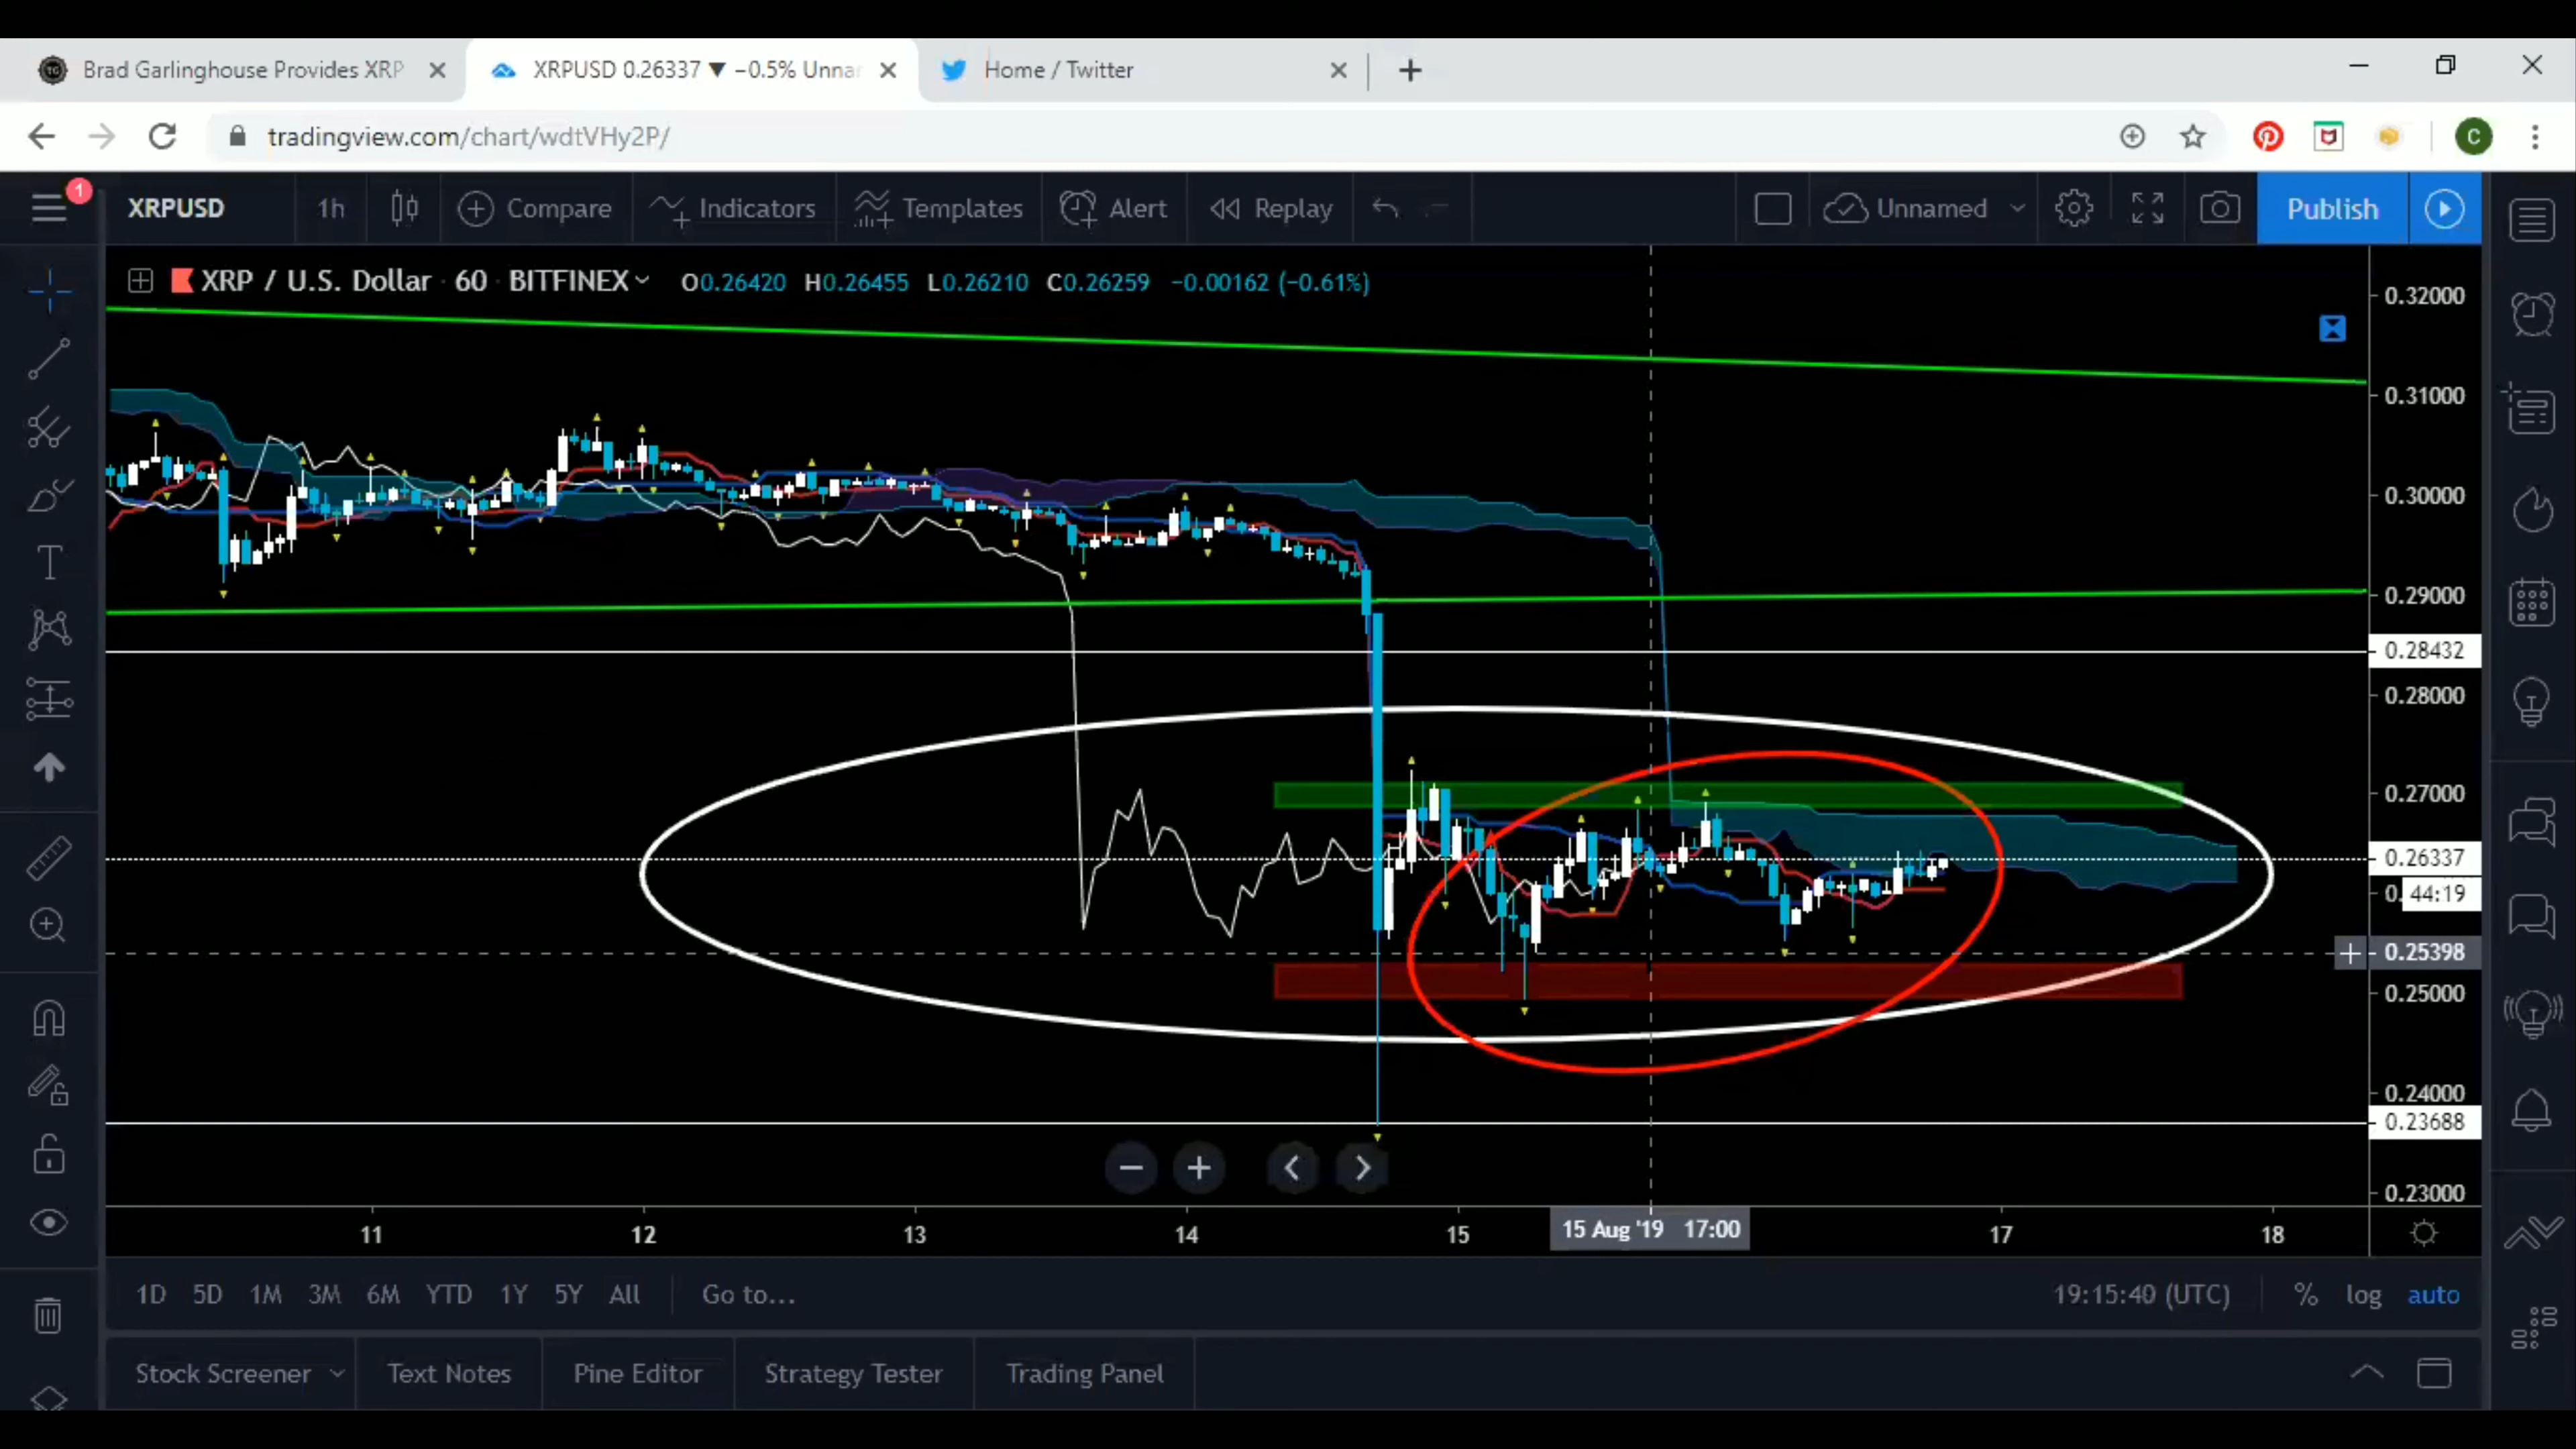 Brad Garlinghouse Provides XRP
XRPUSD 0.26337 ▼ −0.5% Unna
Home / Twitter
tradingview.com/chart/wdtVHy2P/
C
1
XRPUSD
1h
Compare
Indicators
Templates
Alert
Replay
Unnamed
Publish
XRP / U.S. Dollar · 60 · BITFINEX
O0.26420 H0.26455 L0.26210 C0.26259 −0.00162 (−0.61%)
0.32000
0.31000
0.30000
0.29000
0.28432
0.28000
0.27000
0.26337
0. 44:19
0.25398
0.25000
0.24000
0.23688
0.23000
11 12 13 14 15 15 Aug '19 17:00 17 18
1D 5D 1M 3M 6M YTD 1Y 5Y All Go to... 19:15:40 (UTC) % log auto
Stock Screener Text Notes Pine Editor Strategy Tester Trading Panel